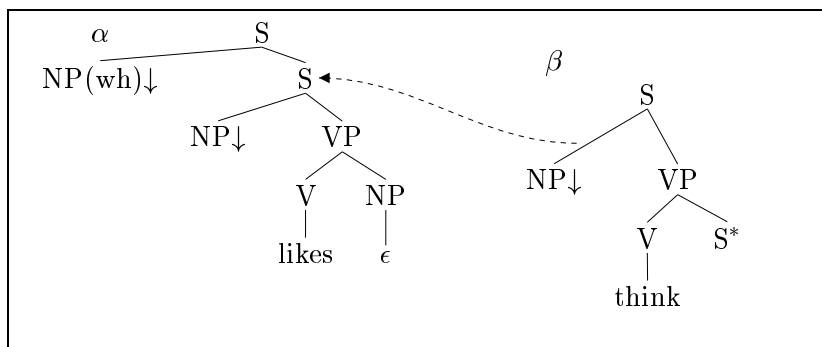 α S
NP(wh)↓ S β
S
NP↓ VP
NP↓ VP
V NP
V S*
likes ϵ
think